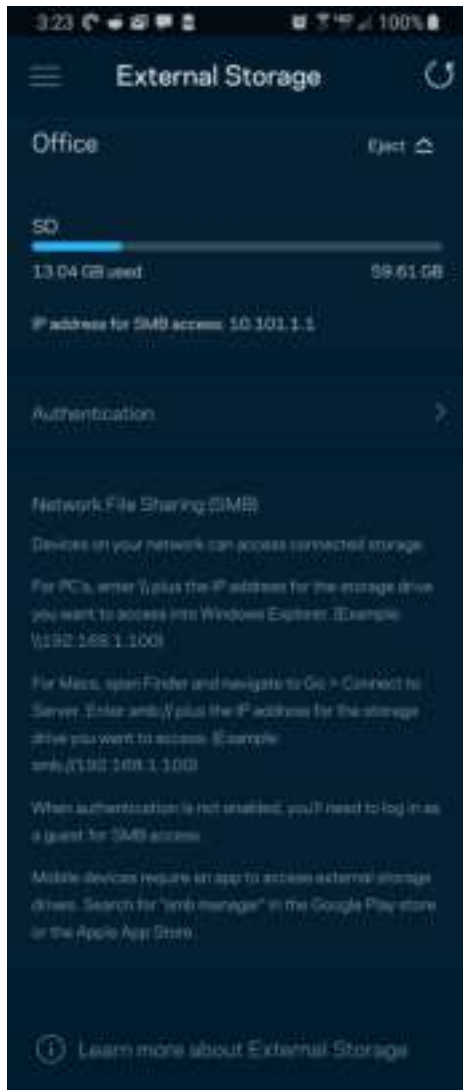 3:23 100%
External Storage
Office Eject
SD
13.04 GB used 59.61 GB
IP address for SMB access: 10.101.1.1
Authentication
Network File Sharing (SMB)
Devices on your network can access connected storage.
For PC's, enter \\ plus the IP address for the storage drive
you want to access into Windows Explorer. (Example:
\\192.168.1.100)
For Macs, open Finder and navigate to Go > Connect to
Server. Enter smb:// plus the IP address for the storage
drive you want to access. (Example:
smb://192.168.1.100)
When authentication is not enabled, you'll need to log in as
a guest for SMB access.
Mobile devices require an app to access external storage
drives. Search for "smb manager" in the Google Play store
or the Apple App Store.
Learn more about External Storage